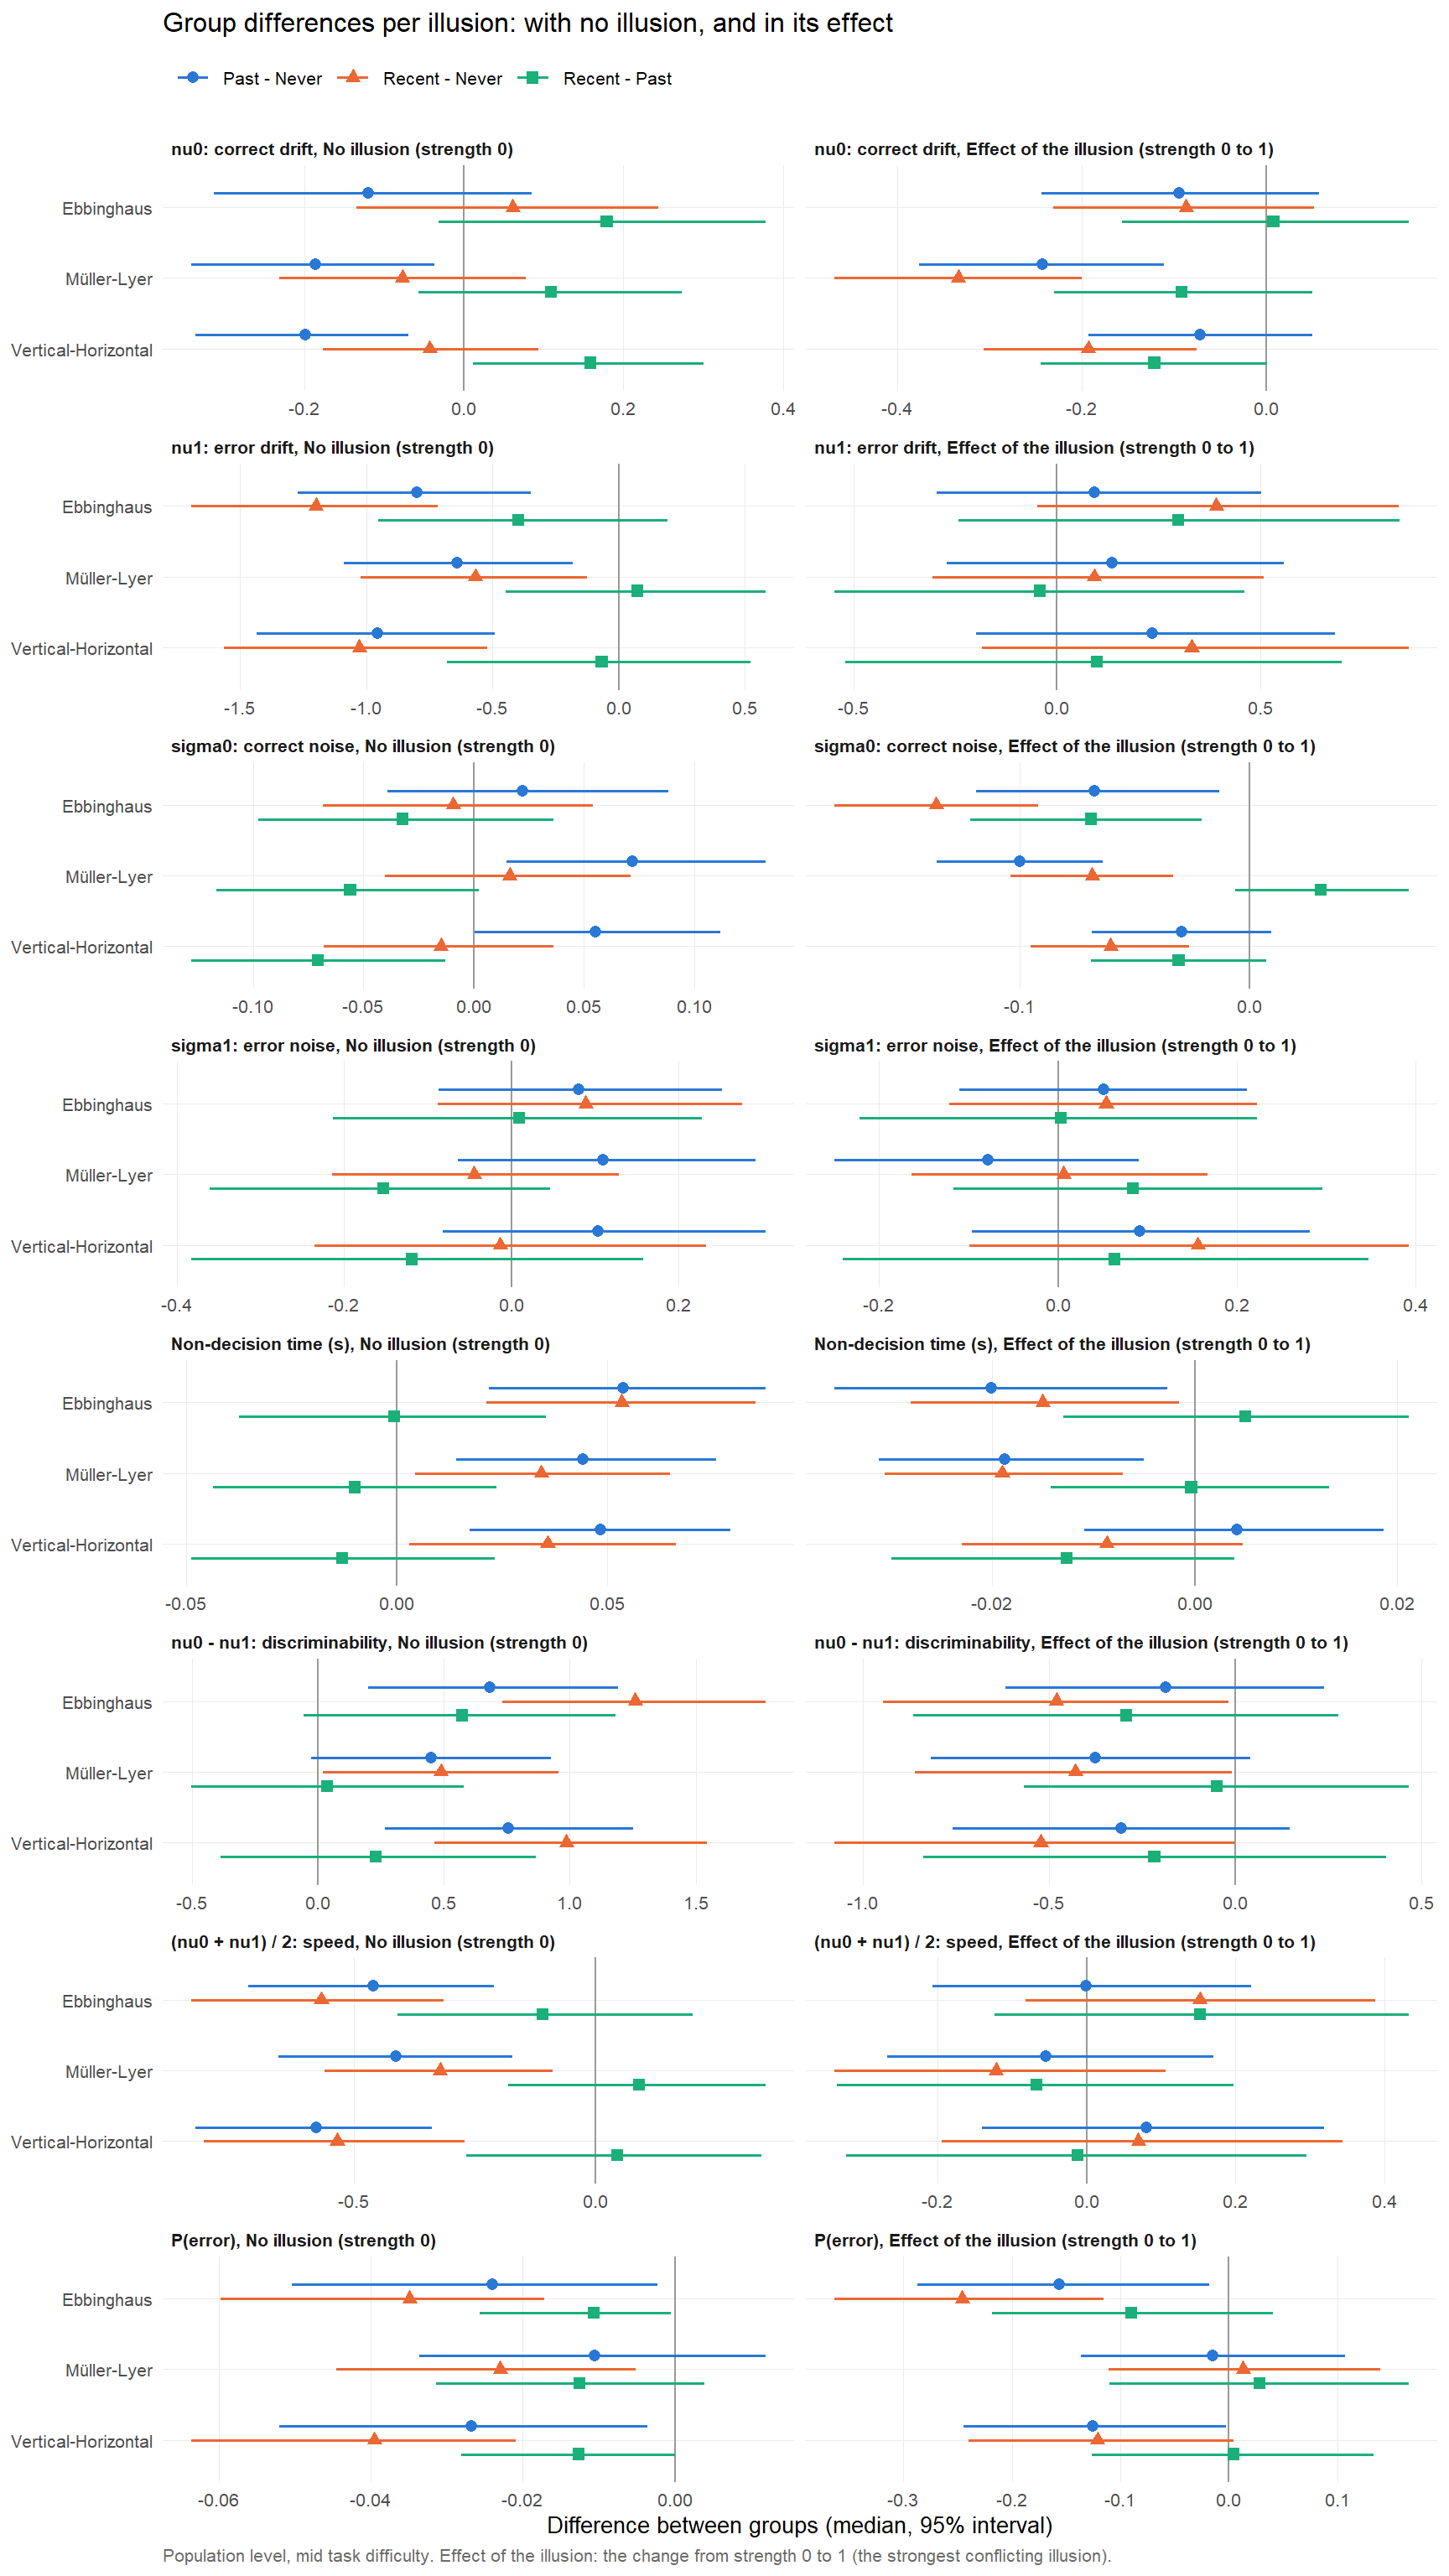 Group differences per illusion: with no illusion, and in its effect
Past - Never Recent - Never Recent - Past
nu0: correct drift, No illusion (strength 0) nu0: correct drift, Effect of the illusion (strength 0 to 1)
Ebbinghaus
Müller-Lyer
Vertical-Horizontal
-0.2 0.0 0.2 0.4 -0.4 -0.2 0.0
nu1: error drift, No illusion (strength 0) nu1: error drift, Effect of the illusion (strength 0 to 1)
Ebbinghaus
Müller-Lyer
Vertical-Horizontal
-1.5 -1.0 -0.5 0.0 0.5 -0.5 0.0 0.5
sigma0: correct noise, No illusion (strength 0) sigma0: correct noise, Effect of the illusion (strength 0 to 1)
Ebbinghaus
Müller-Lyer
Vertical-Horizontal
-0.10 -0.05 0.00 0.05 0.10 -0.1 0.0
sigma1: error noise, No illusion (strength 0) sigma1: error noise, Effect of the illusion (strength 0 to 1)
Ebbinghaus
Müller-Lyer
Vertical-Horizontal
-0.4 -0.2 0.0 0.2 -0.2 0.0 0.2 0.4
Non-decision time (s), No illusion (strength 0) Non-decision time (s), Effect of the illusion (strength 0 to 1)
Ebbinghaus
Müller-Lyer
Vertical-Horizontal
-0.05 0.00 0.05 -0.02 0.00 0.02
nu0 - nu1: discriminability, No illusion (strength 0) nu0 - nu1: discriminability, Effect of the illusion (strength 0 to 1)
Ebbinghaus
Müller-Lyer
Vertical-Horizontal
-0.5 0.0 0.5 1.0 1.5 -1.0 -0.5 0.0 0.5
(nu0 + nu1) / 2: speed, No illusion (strength 0) (nu0 + nu1) / 2: speed, Effect of the illusion (strength 0 to 1)
Ebbinghaus
Müller-Lyer
Vertical-Horizontal
-0.5 0.0 -0.2 0.0 0.2 0.4
P(error), No illusion (strength 0) P(error), Effect of the illusion (strength 0 to 1)
Ebbinghaus
Müller-Lyer
Vertical-Horizontal
-0.06 -0.04 -0.02 0.00 -0.3 -0.2 -0.1 0.0 0.1
Difference between groups (median, 95% interval)
Population level, mid task difficulty. Effect of the illusion: the change from strength 0 to 1 (the strongest conflicting illusion).